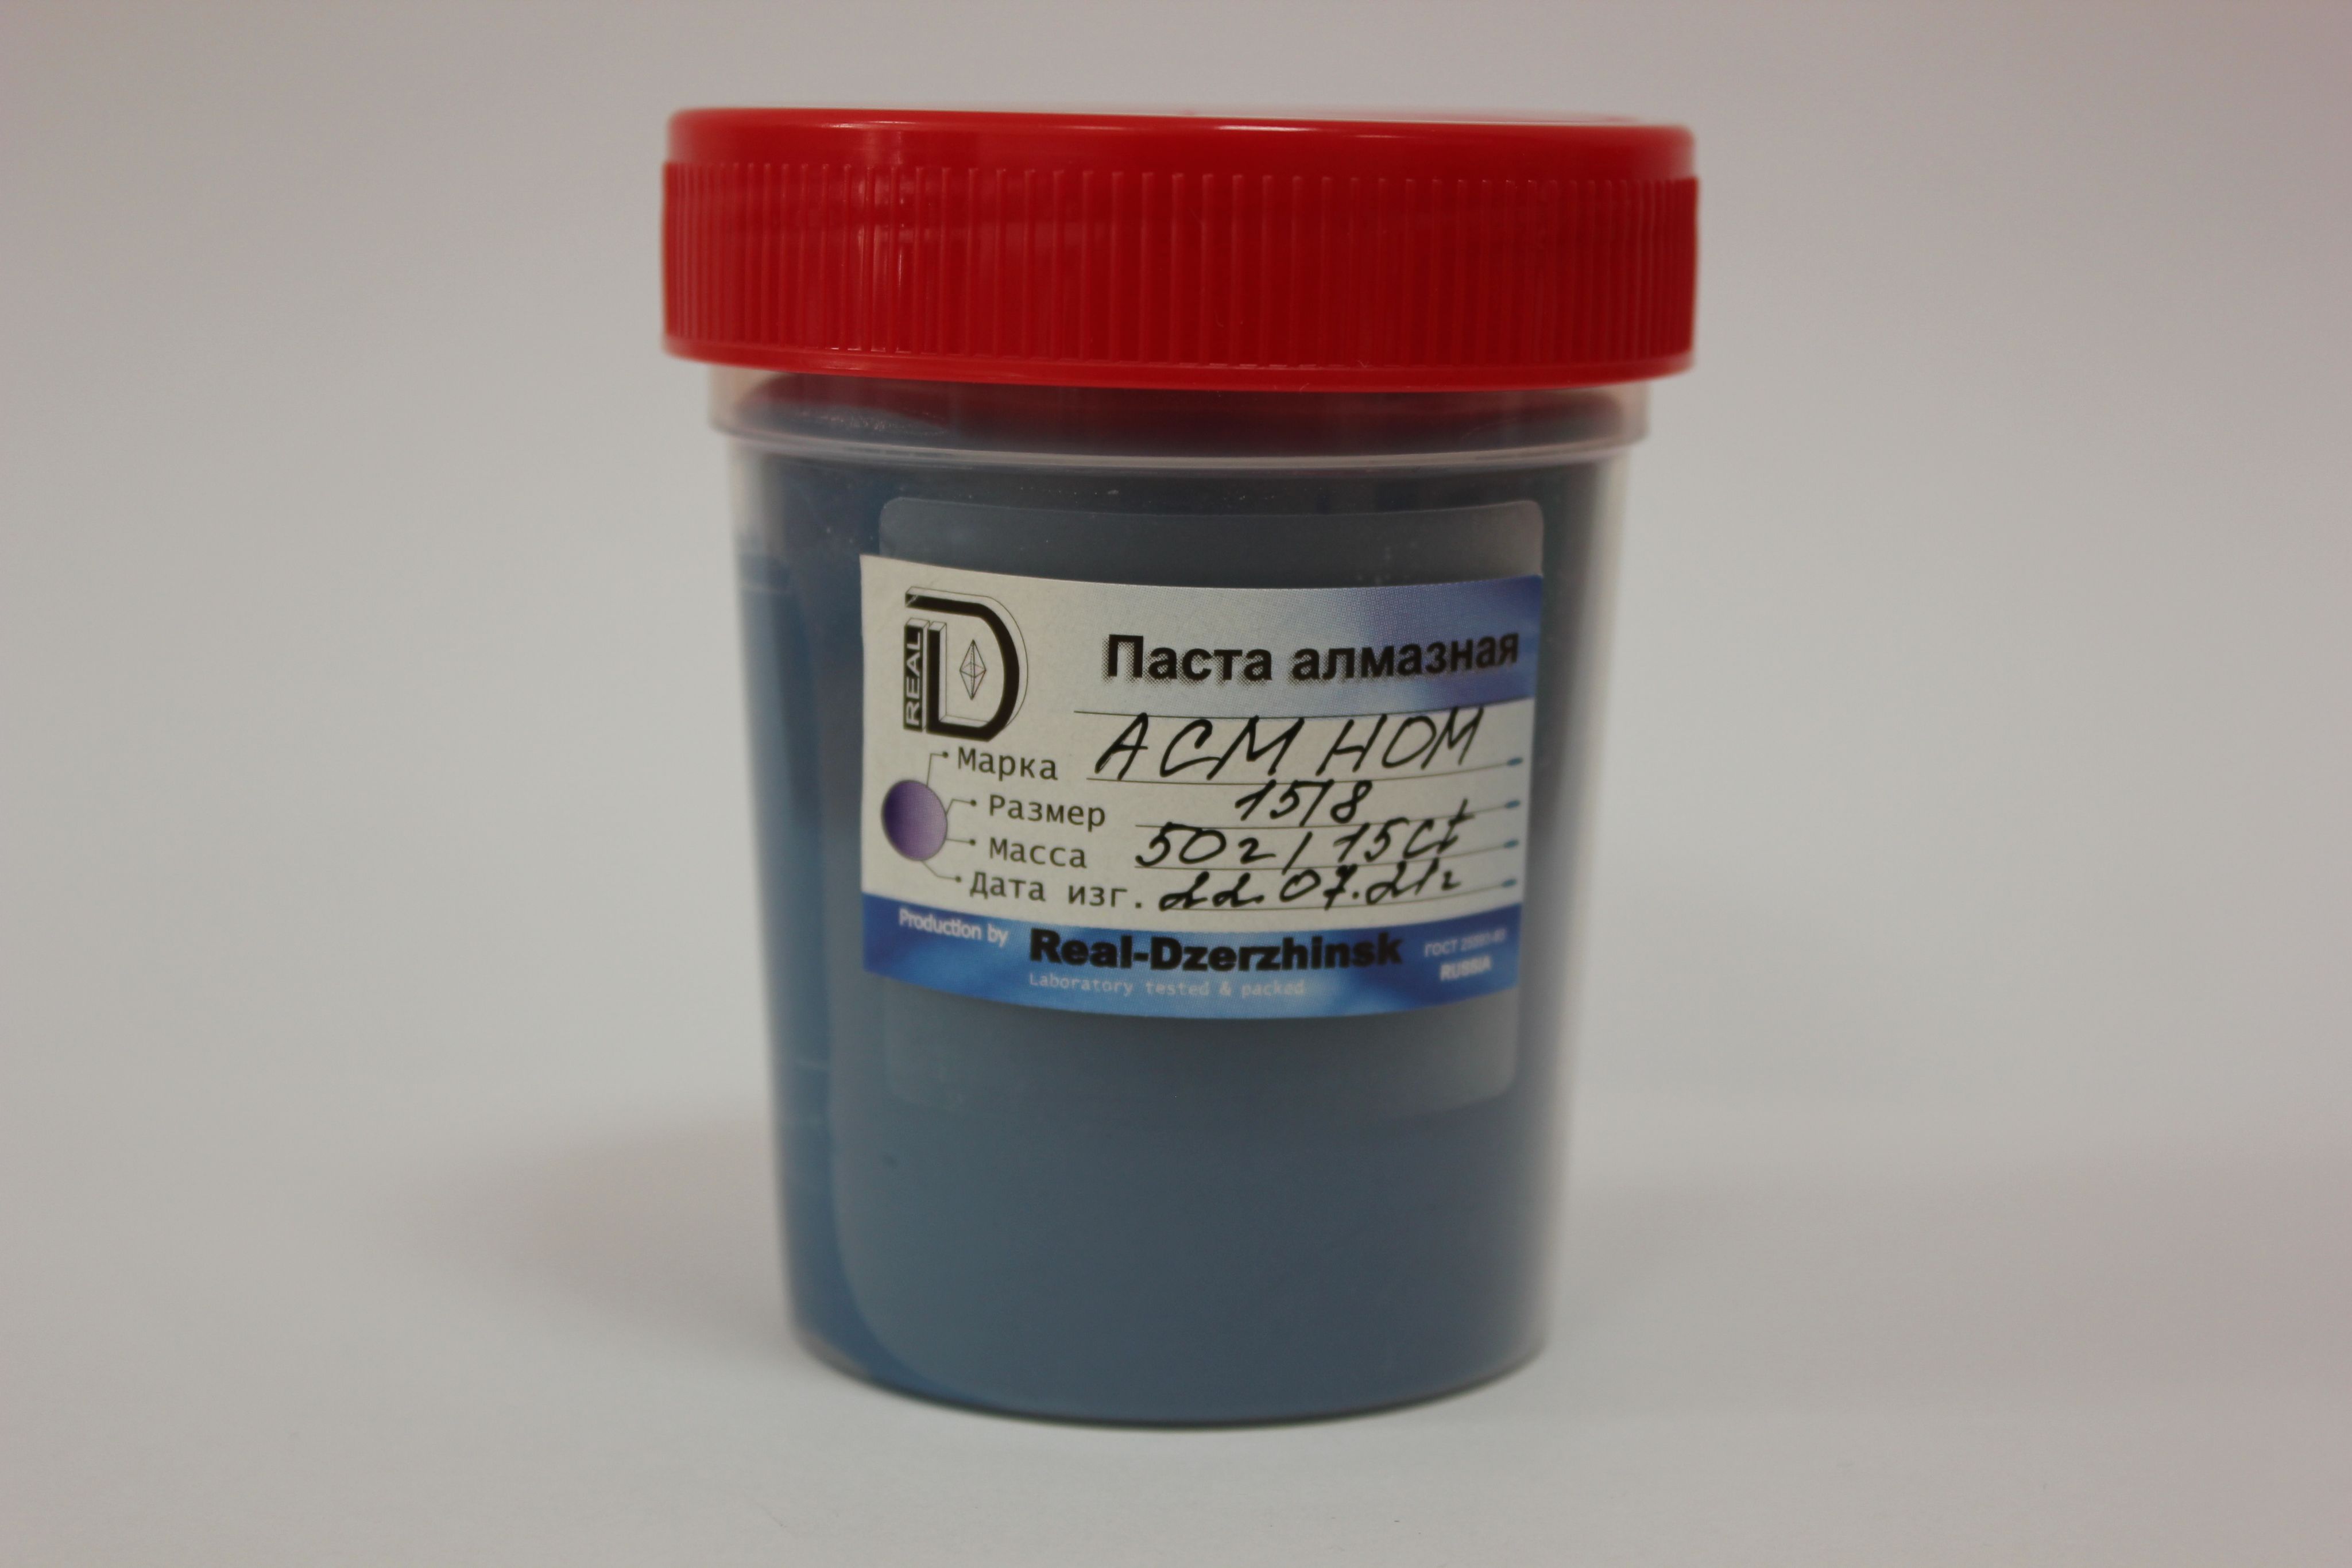 REAL D
Паста алмазная
Марка АСМ НОМ
Размер 15/8
Масса 50г / 15ct
Дата изг. 22.07.21г
Production by Real-Dzerzhinsk ГОСТ
Laboratory tested & packed RUSSIA